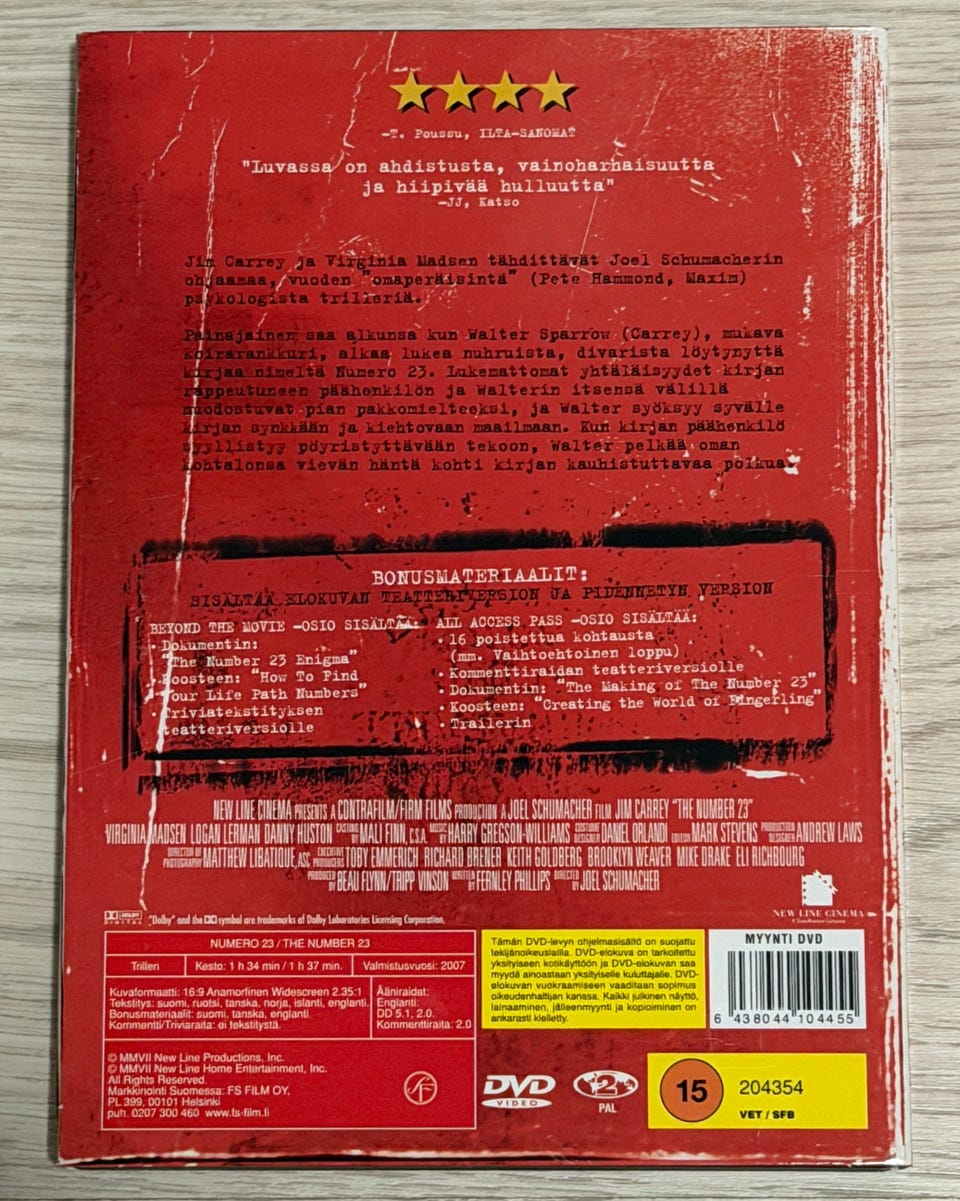 -T. Poussu, ILTA-SANOMAT
"Luvassa on ahdistusta, vainoharhaisuutta
ja hiipivää hulluutta"
-JJ, Katso
Jim Carrey ja Virginia Madsen tähdittävät Joel Schumacherin
ohjaamaa, vuoden "omaperäisintä" (Pete Hammond, Maxim)
psykologista trilleriä.
Painajainen saa alkunsa kun Walter Sparrow (Carrey), mukava
koirarankkuri, alkaa lukea nuhruista, divarista löytynyttä
kirjaa nimeltä Numero 23. Lukemattomat yhtäläisyydet kirjan
rappeutuneen päähenkilön ja Walterin itsensä välillä
muodostuvat pian pakkomielteeksi, ja Walter syöksyy syvälle
kirjan synkkään ja kiehtovaan maailmaan. Kun kirjan päähenkilö
syyllistyy pöyristyttävään tekoon, Walter pelkää oman
kohtalonsa vievän häntä kohti kirjan kauhistuttavaa polkua.
BONUSMATERIAALIT:
SISÄLTÄÄ ELOKUVAN TEATTERIVERSION JA PIDENNETYN VERSION
BEYOND THE MOVIE -OSIO SISÄLTÄÄ:
• Dokumentin:
"The Number 23 Enigma"
• Koosteen: "How To Find
Your Life Path Numbers"
• Triviatekstityksen
teatteriversiolle
ALL ACCESS PASS -OSIO SISÄLTÄÄ:
• 16 poistettua kohtausta
(mm. Vaihtoehtoinen loppu)
• Kommenttiraidan teatteriversiolle
• Dokumentin: "The Making of The Number 23"
• Koosteen: "Creating the World of Fingerling"
• Trailerin
NEW LINE CINEMA PRESENTS A CONTRAFILM/FIRM FILMS PRODUCTION A JOEL SCHUMACHER FILM JIM CARREY "THE NUMBER 23"
VIRGINIA MADSEN LOGAN LERMAN DANNY HUSTON CASTING BY MALI FINN, C.S.A. MUSIC BY HARRY GREGSON-WILLIAMS COSTUME DESIGNER DANIEL ORLANDI EDITOR MARK STEVENS PRODUCTION DESIGNER ANDREW LAWS
DIRECTOR OF PHOTOGRAPHY MATTHEW LIBATIQUE, ASC EXECUTIVE PRODUCERS TOBY EMMERICH RICHARD BRENER KEITH GOLDBERG BROOKLYN WEAVER MIKE DRAKE ELI RICHBOURG
PRODUCED BY BEAU FLYNN/TRIPP VINSON WRITTEN BY FERNLEY PHILLIPS DIRECTED BY JOEL SCHUMACHER
NEW LINE CINEMA
A Time Warner Company
DOLBY DIGITAL
"Dolby" and the symbol are trademarks of Dolby Laboratories Licensing Corporation.
NUMERO 23 / THE NUMBER 23
Trilleri
Kesto: 1 h 34 min / 1 h 37 min.
Valmistusvuosi: 2007
Kuvaformaatti: 16:9 Anamorfinen Widescreen 2.35:1
Tekstitys: suomi, ruotsi, tanska, norja, islanti, englanti.
Bonusmateriaalit: suomi, tanska, englanti.
Kommentti/Triviaraita: ei tekstitystä.
Ääniraidat:
Englanti:
DD 5.1, 2.0.
Kommenttiraita: 2.0
© MMVII New Line Productions, Inc.
© MMVII New Line Home Entertainment, Inc.
All Rights Reserved.
Markkinointi Suomessa: FS FILM OY,
PL 399, 00101 Helsinki
puh. 0207 300 460 www.fs-film.fi
Tämän DVD-levyn ohjelmasisältö on suojattu
tekijänoikeuslailla. DVD-elokuva on tarkoitettu
yksityiseen kotikäyttöön ja DVD-elokuvan saa
myydä ainoastaan yksityiselle kuluttajalle. DVD-
elokuvan vuokraamiseen vaaditaan sopimus
oikeudenhaltijan kanssa. Kaikki julkinen näyttö,
lainaaminen, jälleenmyynti ja kopioiminen on
ankarasti kielletty.
MYYNTI DVD
6 438044 104455
DVD
VIDEO
2
PAL
15
204354
VET / SFB